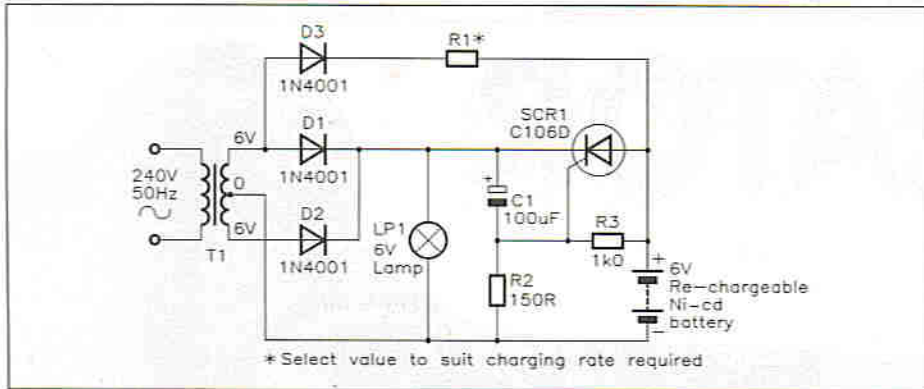 D3
1N4001
R1*
SCR1
C106D
6V
D1
1N4001
240V
50Hz
0
6V
T1
D2
1N4001
LP1
6V
Lamp
+
C1
100uF
R2
150R
R3
1k0
+
6V
Re-chargeable
Ni-cd
battery
-
*Select value to suit charging rate required